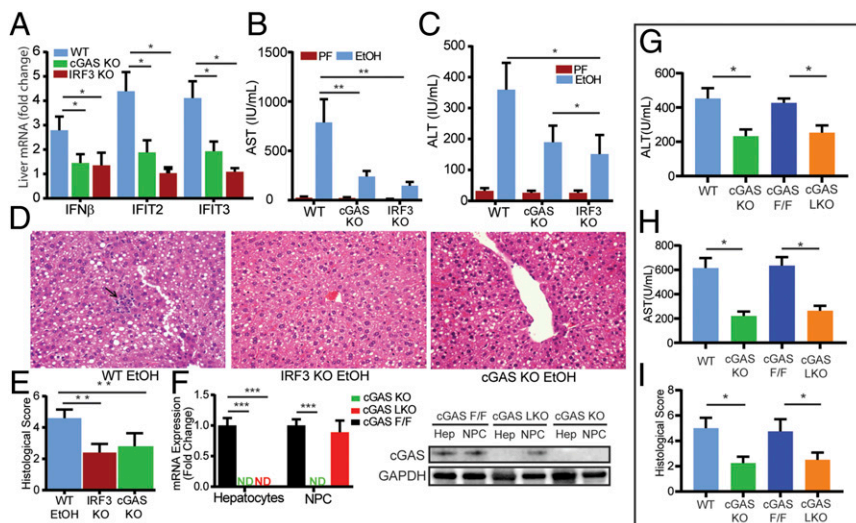 A
Liver mRNA (fold change)
6
5
4
3
2
1
0
WT
cGAS KO
IRF3 KO
* *
* *
* *
IFNβ IFIT2 IFIT3
B
PF EtOH
AST (IU/mL)
1000
500
0
**
**
WT cGAS KO IRF3 KO
C
ALT (IU/mL)
400
300
200
100
0
PF
EtOH
*
*
WT cGAS KO IRF3 KO
D
WT EtOH IRF3 KO EtOH cGAS KO EtOH
E
Histological Score
6
4
2
0
* *
* *
WT EtOH IRF3 KO cGAS KO
F
mRNA Expression
(Fold Change)
1.5
1.0
0.5
0.0
***
***
***
ND ND ND
Hepatocytes NPC
cGAS KO
cGAS LKO
cGAS F/F
cGAS F/F cGAS LKO cGAS KO
Hep NPC Hep NPC Hep NPC
cGAS
GAPDH
G
ALT(U/mL)
600
400
200
0
* *
WT cGAS KO cGAS F/F cGAS LKO
H
AST(U/mL)
800
600
400
200
0
* *
WT cGAS KO cGAS F/F cGAS LKO
I
Histological Score
6
4
2
0
* *
WT cGAS KO cGAS F/F cGAS LKO